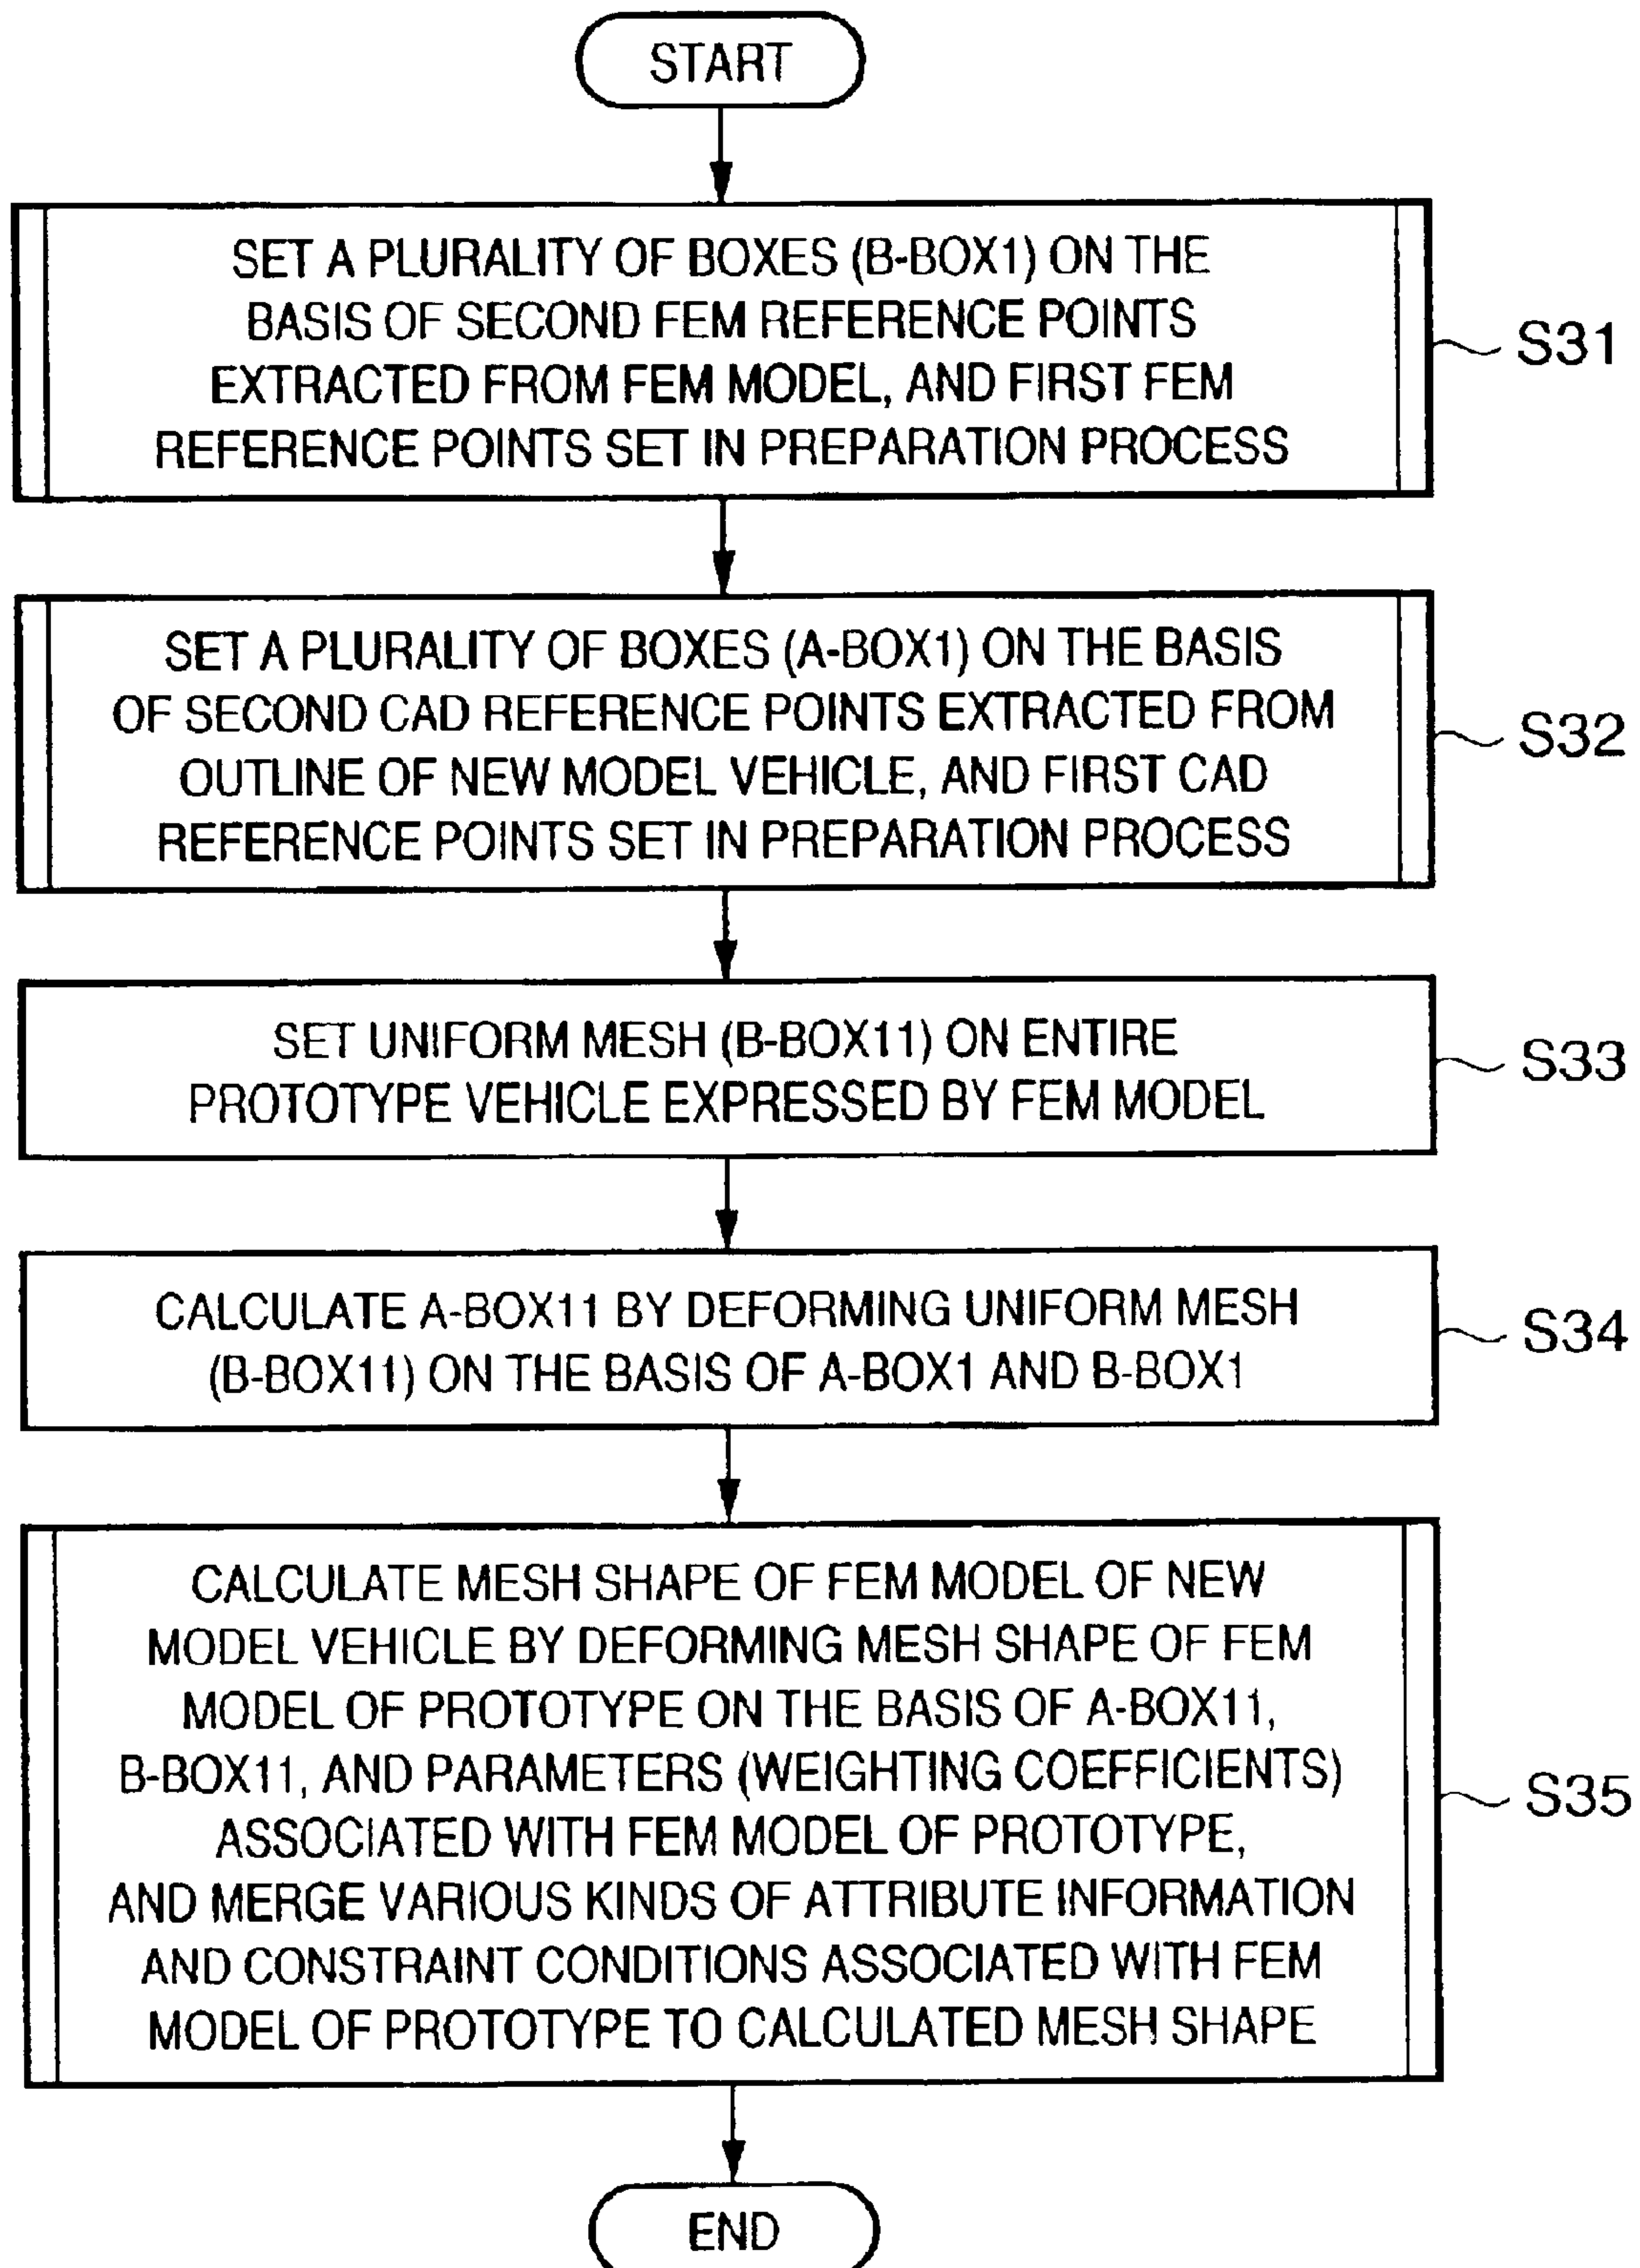 START
SET A PLURALITY OF BOXES (B-BOX1) ON THE
BASIS OF SECOND FEM REFERENCE POINTS
EXTRACTED FROM FEM MODEL, AND FIRST FEM
REFERENCE POINTS SET IN PREPARATION PROCESS
S31
SET A PLURALITY OF BOXES (A-BOX1) ON THE BASIS
OF SECOND CAD REFERENCE POINTS EXTRACTED FROM
OUTLINE OF NEW MODEL VEHICLE, AND FIRST CAD
REFERENCE POINTS SET IN PREPARATION PROCESS
S32
SET UNIFORM MESH (B-BOX11) ON ENTIRE
PROTOTYPE VEHICLE EXPRESSED BY FEM MODEL
S33
CALCULATE A-BOX11 BY DEFORMING UNIFORM MESH
(B-BOX11) ON THE BASIS OF A-BOX1 AND B-BOX1
S34
CALCULATE MESH SHAPE OF FEM MODEL OF NEW
MODEL VEHICLE BY DEFORMING MESH SHAPE OF FEM
MODEL OF PROTOTYPE ON THE BASIS OF A-BOX11,
B-BOX11, AND PARAMETERS (WEIGHTING COEFFICIENTS)
ASSOCIATED WITH FEM MODEL OF PROTOTYPE,
AND MERGE VARIOUS KINDS OF ATTRIBUTE INFORMATION
AND CONSTRAINT CONDITIONS ASSOCIATED WITH FEM
MODEL OF PROTOTYPE TO CALCULATED MESH SHAPE
S35
END